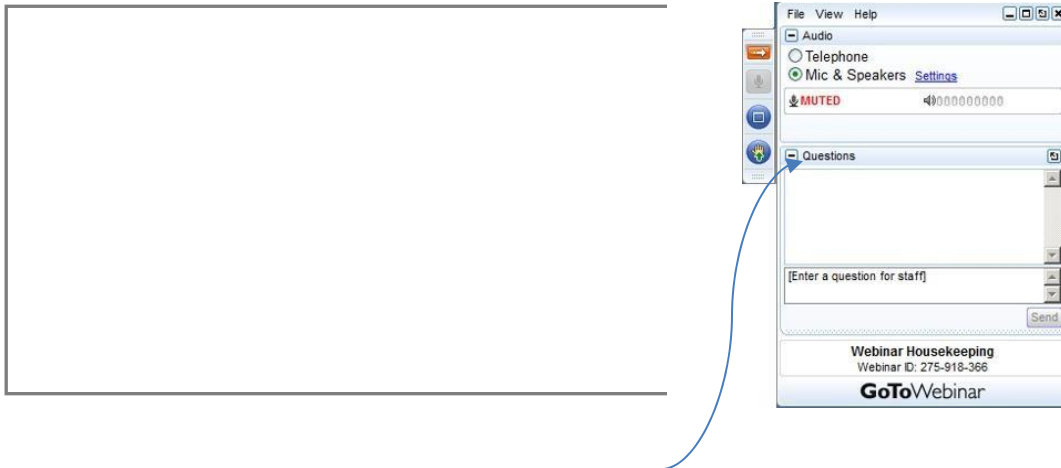 File View Help
Audio
Telephone
Mic & Speakers Settings
MUTED 000000000
Questions
[Enter a question for staff]
Send
Webinar Housekeeping
Webinar ID: 275-918-366
GoToWebinar